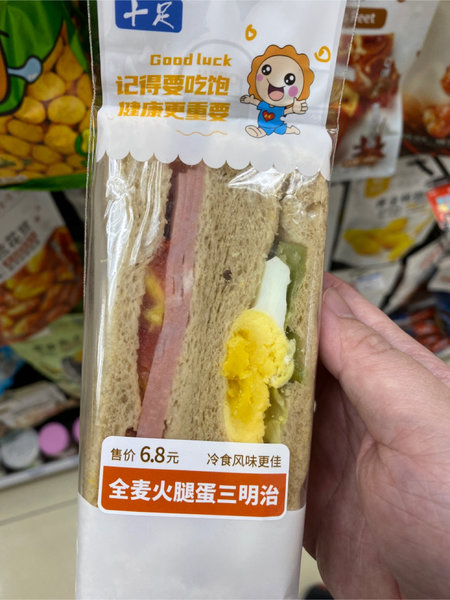 十足
Good luck
记得要吃饱
健康更重要
eet
售价 6.8元 冷食风味更佳
全麦火腿蛋三明治